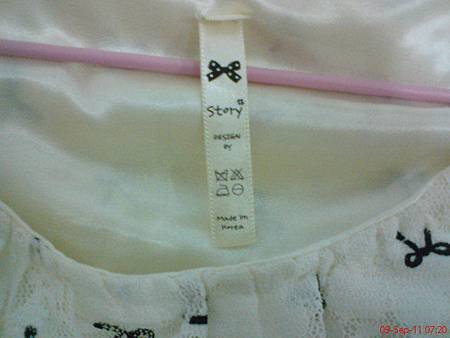 Story
DESIGN
BY
Made in
Korea
09-Sep-11 07:20